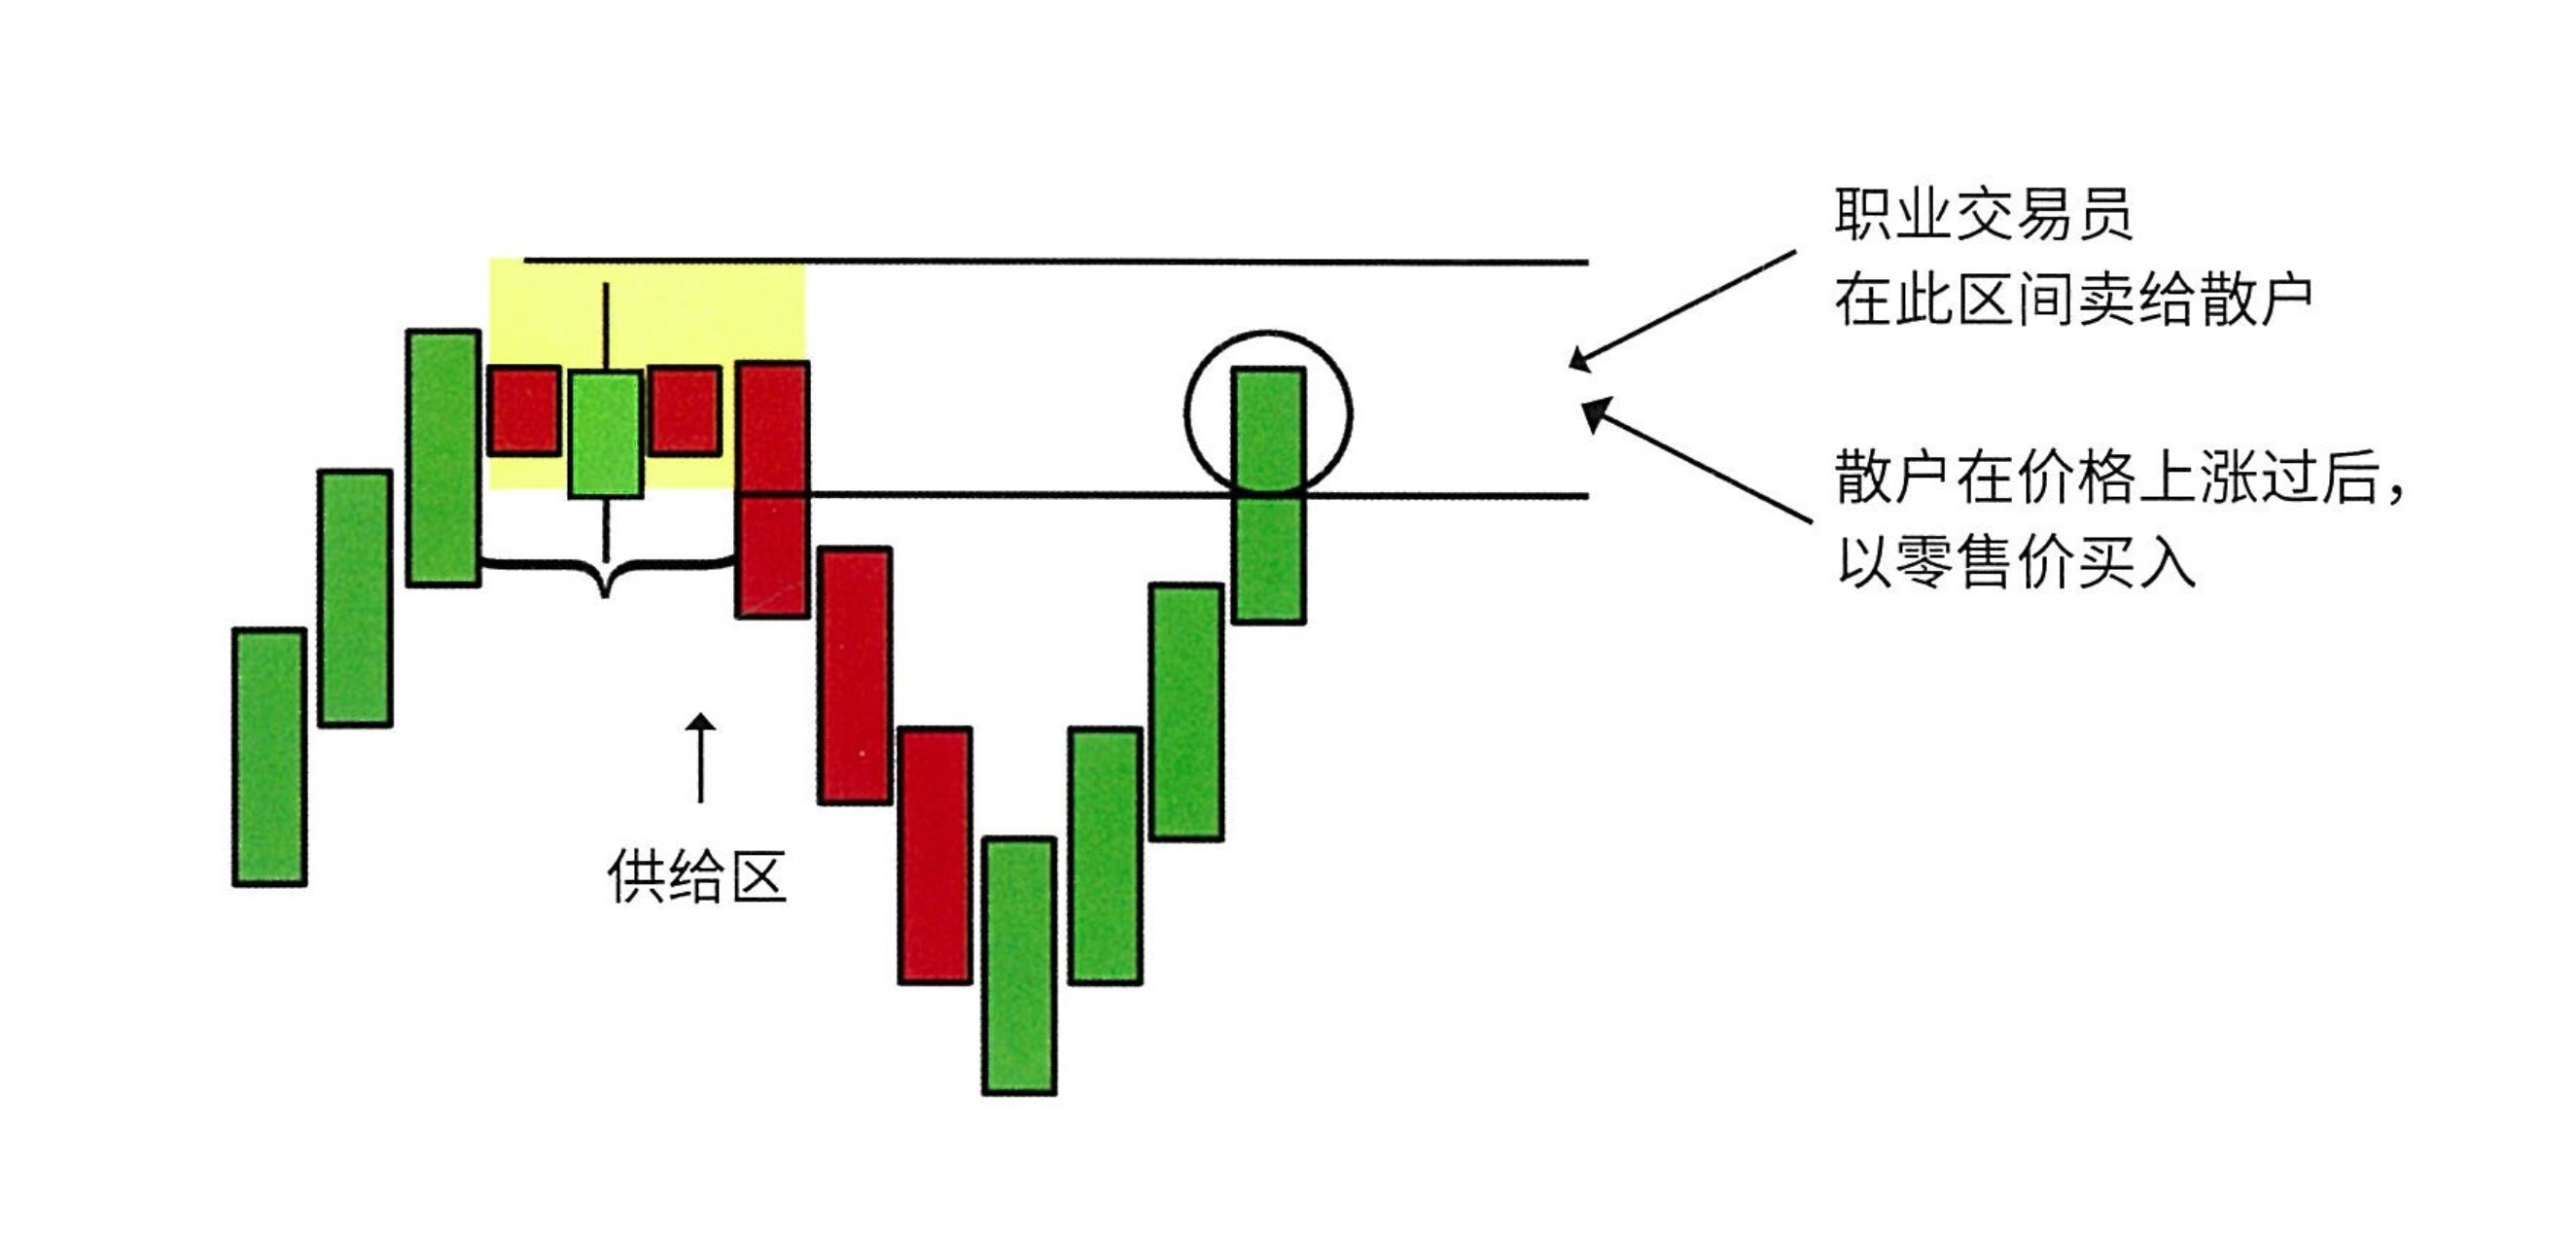 职业交易员
在此区间卖给散户
散户在价格上涨过后，
以零售价买入
供给区